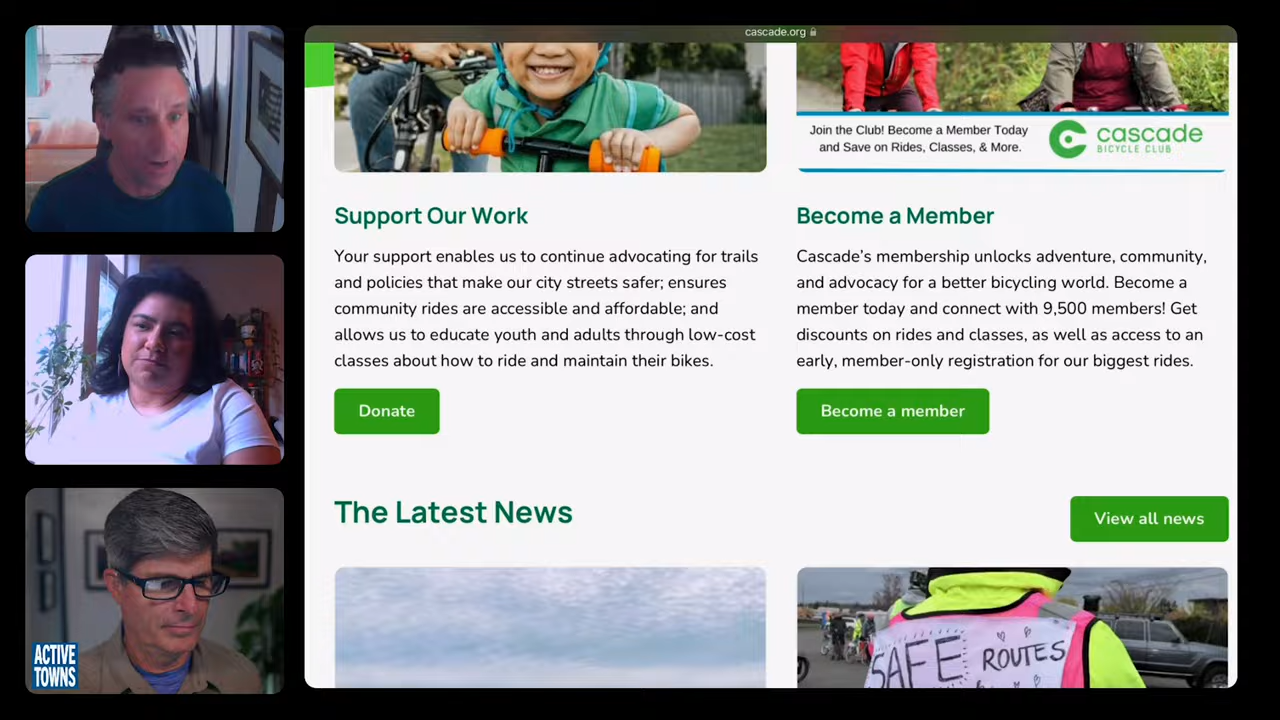 cascade.org
Join the Club! Become a Member Today
and Save on Rides, Classes, & More.
cascade
BICYCLE CLUB
Support Our Work
Your support enables us to continue advocating for trails
and policies that make our city streets safer; ensures
community rides are accessible and affordable; and
allows us to educate youth and adults through low-cost
classes about how to ride and maintain their bikes.
Donate
Become a Member
Cascade's membership unlocks adventure, community,
and advocacy for a better bicycling world. Become a
member today and connect with 9,500 members! Get
discounts on rides and classes, as well as access to an
early, member-only registration for our biggest rides.
Become a member
The Latest News
View all news
SAFE ROUTES
ACTIVE
TOWNS